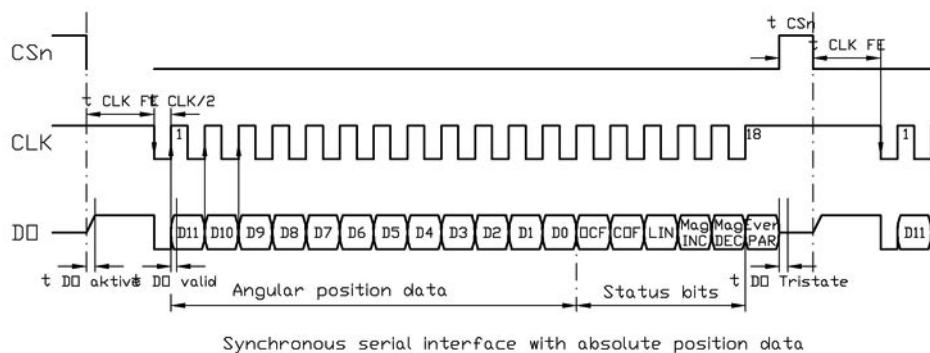 t CSn
CSn
t CLK FE
t CLK FE t CLK/2
CLK
1
18
1
DO
D11 D10 D9 D8 D7 D6 D5 D4 D3 D2 D1 D0 OCF COF LIN Mag INC Mag DEC Ever PAR
D11
t DO aktive t DO valid
t DO Tristate
Angular position data
Status bits
Synchronous serial interface with absolute position data